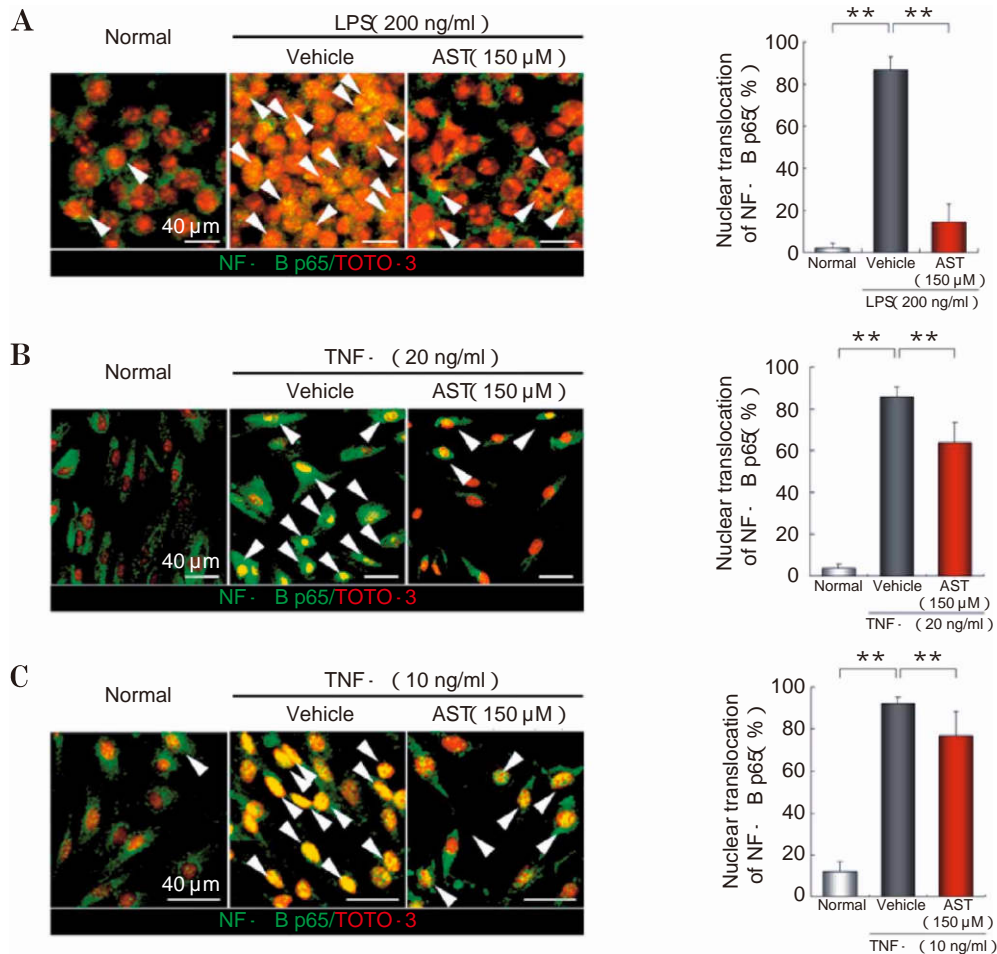 A
Normal
LPS( 200 ng/ml )
Vehicle
AST( 150 μM )
40 μm
NF - B p65/TOTO - 3
**
**
Nuclear translocation
of NF - B p65( % )
100
80
60
40
20
0
Normal
Vehicle
AST
( 150 μM )
LPS( 200 ng/ml )
B
Normal
TNF - ( 20 ng/ml )
Vehicle
AST( 150 μM )
40 μm
NF - B p65/TOTO - 3
**
**
Nuclear translocation
of NF - B p65( % )
100
80
60
40
20
0
Normal
Vehicle
AST
( 150 μM )
TNF - ( 20 ng/ml )
C
Normal
TNF - ( 10 ng/ml )
Vehicle
AST( 150 μM )
40 μm
NF - B p65/TOTO - 3
**
**
Nuclear translocation
of NF - B p65( % )
100
80
60
40
20
0
Normal
Vehicle
AST
( 150 μM )
TNF - ( 10 ng/ml )